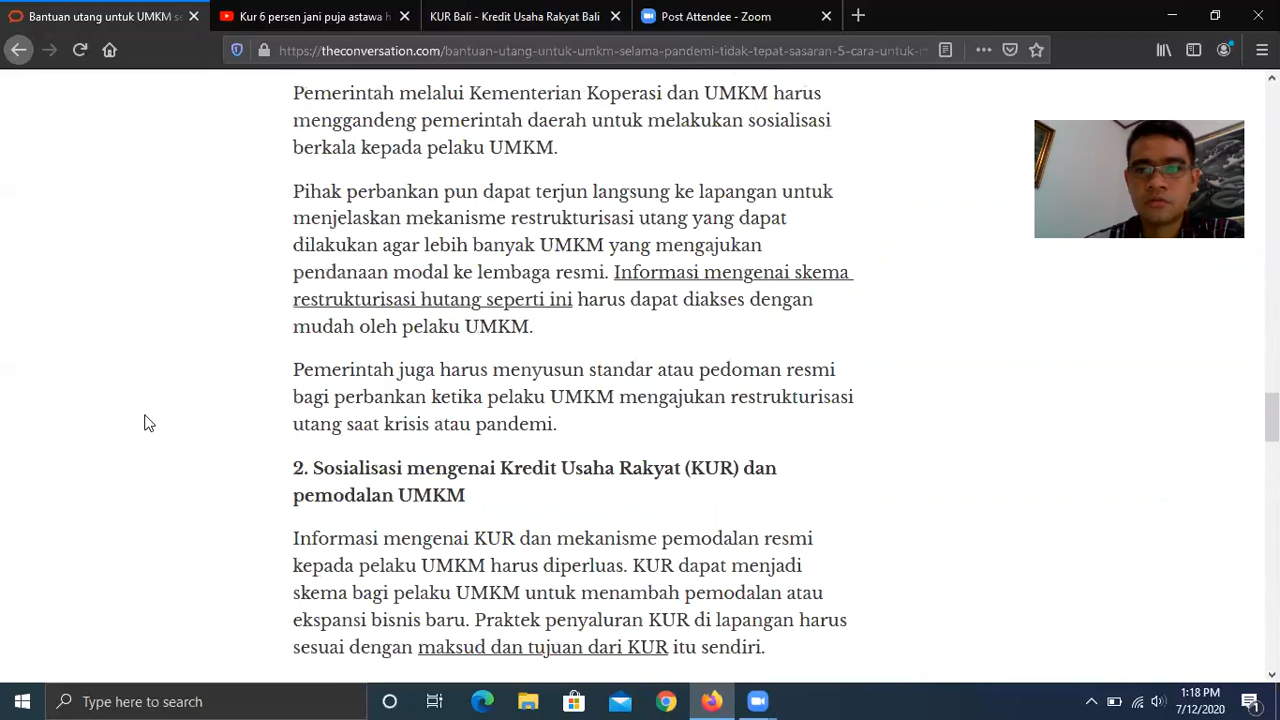 Bantuan utang untuk UMKM se
Kur 6 persen jani puja astawa h
KUR Bali - Kredit Usaha Rakyat Bali
Post Attendee - Zoom
https://theconversation.com/bantuan-utang-untuk-umkm-selama-pandemi-tidak-tepat-sasaran-5-cara-untuk-
Pemerintah melalui Kementerian Koperasi dan UMKM harus
menggandeng pemerintah daerah untuk melakukan sosialisasi
berkala kepada pelaku UMKM.
Pihak perbankan pun dapat terjun langsung ke lapangan untuk
menjelaskan mekanisme restrukturisasi utang yang dapat
dilakukan agar lebih banyak UMKM yang mengajukan
pendanaan modal ke lembaga resmi. Informasi mengenai skema
restrukturisasi hutang seperti ini harus dapat diakses dengan
mudah oleh pelaku UMKM.
Pemerintah juga harus menyusun standar atau pedoman resmi
bagi perbankan ketika pelaku UMKM mengajukan restrukturisasi
utang saat krisis atau pandemi.
2. Sosialisasi mengenai Kredit Usaha Rakyat (KUR) dan
pemodalan UMKM
Informasi mengenai KUR dan mekanisme pemodalan resmi
kepada pelaku UMKM harus diperluas. KUR dapat menjadi
skema bagi pelaku UMKM untuk menambah pemodalan atau
ekspansi bisnis baru. Praktek penyaluran KUR di lapangan harus
sesuai dengan maksud dan tujuan dari KUR itu sendiri.
Type here to search
1:18 PM
7/12/2020
1